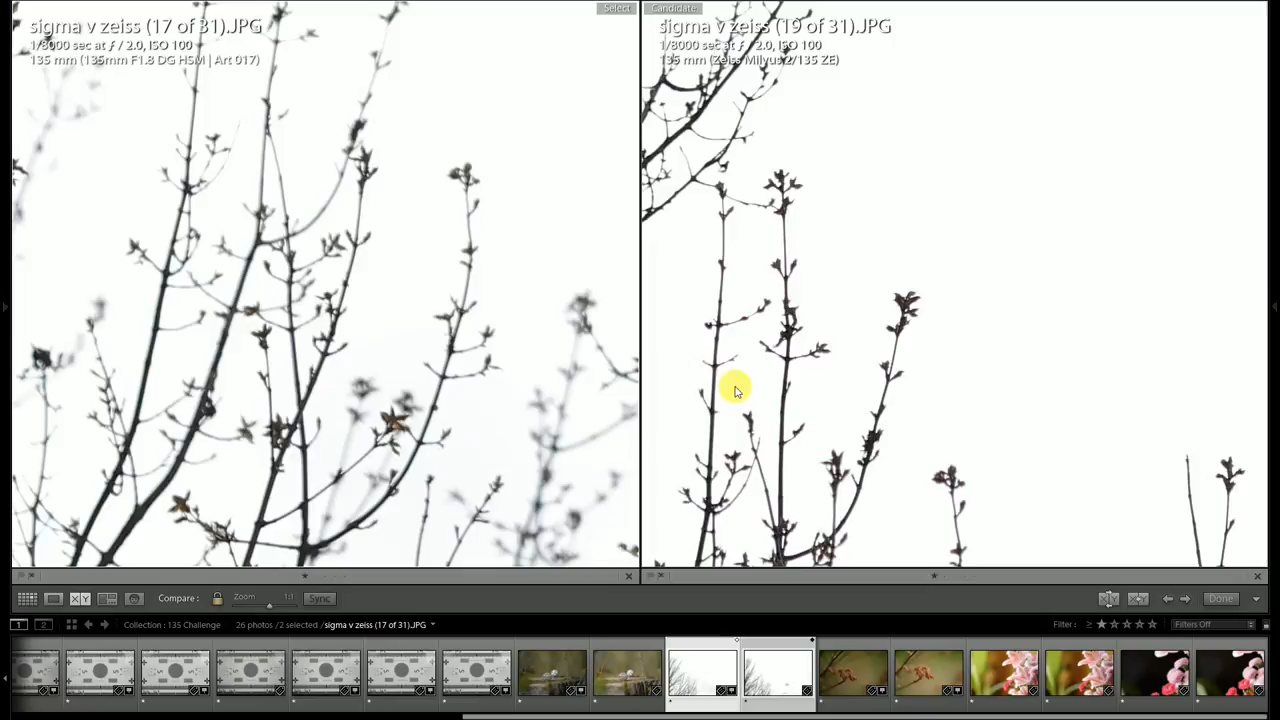 Select
sigma v zeiss (17 of 31).JPG
1/8000 sec at ƒ / 2.0, ISO 100
135 mm (135mm F1.8 DG HSM | Art 017)
Candidate
sigma v zeiss (19 of 31).JPG
1/8000 sec at ƒ / 2.0, ISO 100
135 mm (Zeiss Milvus 2/135 ZE)
XY Compare : Zoom 1:1 Sync Done
1 2 Collection : 135 Challenge 26 photos /2 selected /sigma v zeiss (17 of 31).JPG Filter : ≥ ★ Filters Off